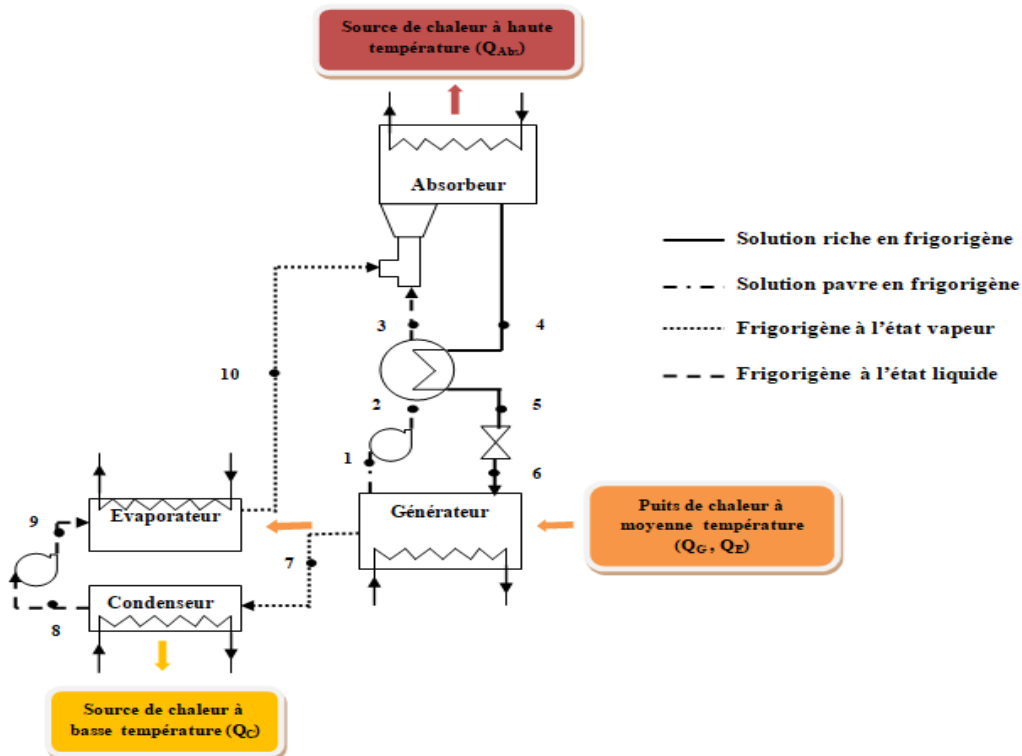 Source de chaleur à haute
température (QAbs)
Absorbeur
Solution riche en frigorigène
Solution pavre en frigorigène
Frigorigène à l'état vapeur
Frigorigène à l'état liquide
3
4
10
2
5
1
6
Evaporateur
Générateur
Puits de chaleur à
moyenne température
(QG , QE)
9
7
Condenseur
8
Source de chaleur à
basse température (QC)